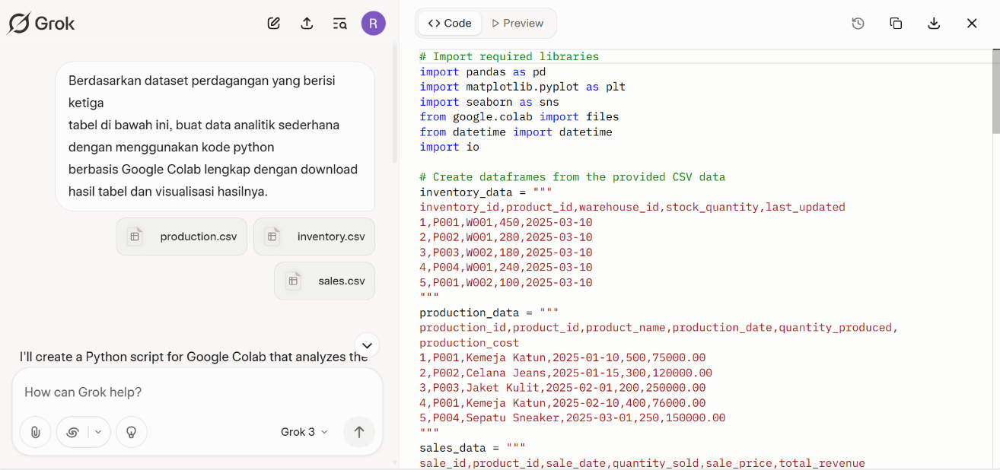 Grok
R
Berdasarkan dataset perdagangan yang berisi
ketiga
tabel di bawah ini, buat data analitik sederhana
dengan menggunakan kode python
berbasis Google Colab lengkap dengan download
hasil tabel dan visualisasi hasilnya.
production.csv
inventory.csv
sales.csv
I'll create a Python script for Google Colab that analyzes the
How can Grok help?
Grok 3
<> Code
Preview
# Import required libraries
import pandas as pd
import matplotlib.pyplot as plt
import seaborn as sns
from google.colab import files
from datetime import datetime
import io
# Create dataframes from the provided CSV data
inventory_data = """
inventory_id,product_id,warehouse_id,stock_quantity,last_updated
1,P001,W001,450,2025-03-10
2,P002,W001,280,2025-03-10
3,P003,W002,180,2025-03-10
4,P004,W001,240,2025-03-10
5,P001,W002,100,2025-03-10
"""
production_data = """
production_id,product_id,product_name,production_date,quantity_produced,
production_cost
1,P001,Kemeja Katun,2025-01-10,500,75000.00
2,P002,Celana Jeans,2025-01-15,300,120000.00
3,P003,Jaket Kulit,2025-02-01,200,250000.00
4,P001,Kemeja Katun,2025-02-10,400,76000.00
5,P004,Sepatu Sneaker,2025-03-01,250,150000.00
"""
sales_data = """
sale_id,product_id,sale_date,quantity_sold,sale_price,total_revenue